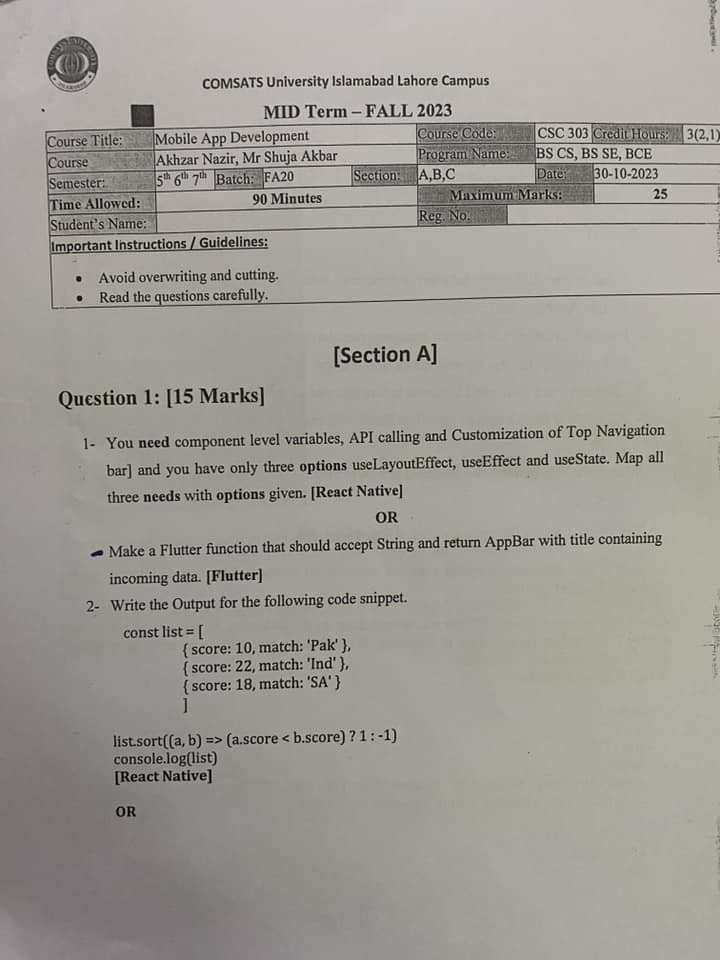 COMSATS University Islamabad Lahore Campus
MID Term – FALL 2023
Course Title: Mobile App Development Course Code: CSC 303 Credit Hours: 3(2,1)
Course Akhzar Nazir, Mr Shuja Akbar Program Name: BS CS, BS SE, BCE
Semester: 5th 6th 7th Batch: FA20 Section: A,B,C Date: 30-10-2023
Time Allowed: 90 Minutes Maximum Marks: 25
Student's Name: Reg. No.
Important Instructions / Guidelines:
• Avoid overwriting and cutting.
• Read the questions carefully.
[Section A]
Question 1: [15 Marks]
1- You need component level variables, API calling and Customization of Top Navigation
bar] and you have only three options useLayoutEffect, useEffect and useState. Map all
three needs with options given. [React Native]
OR
- Make a Flutter function that should accept String and return AppBar with title containing
incoming data. [Flutter]
2- Write the Output for the following code snippet.
const list = [
{ score: 10, match: 'Pak' },
{ score: 22, match: 'Ind' },
{ score: 18, match: 'SA' }
]
list.sort((a, b) => (a.score < b.score) ? 1 : -1)
console.log(list)
[React Native]
OR